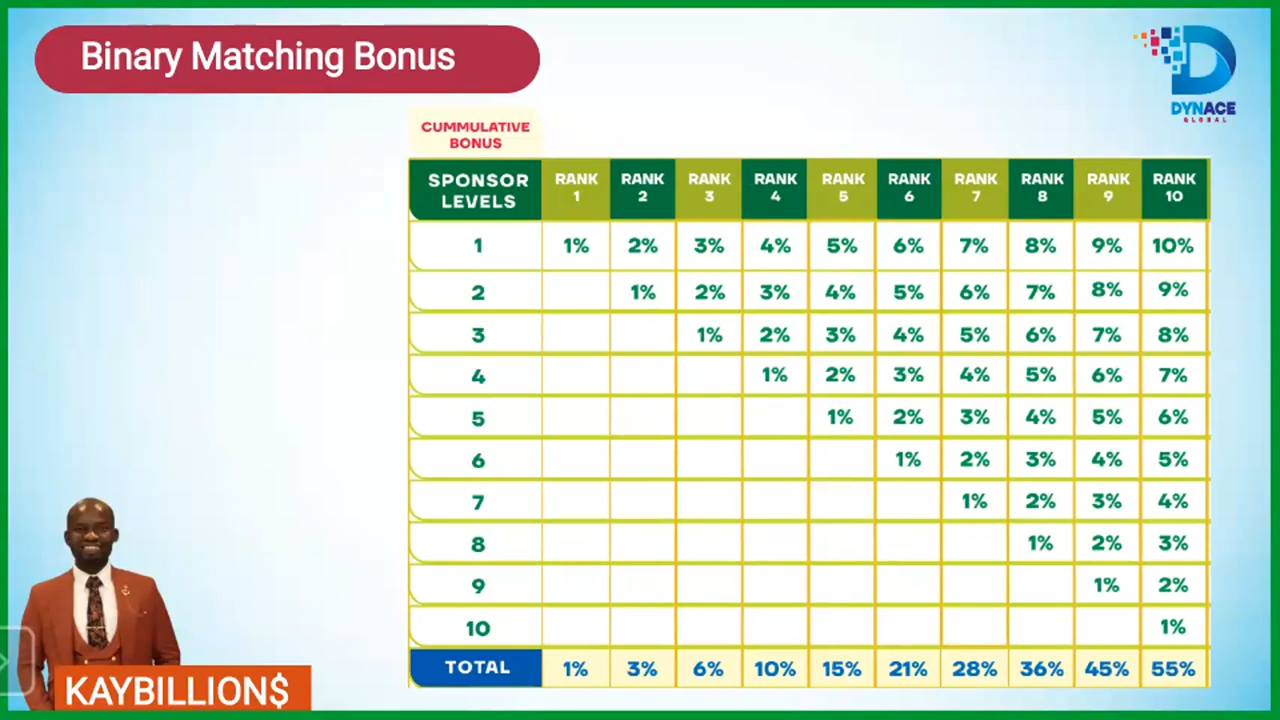 Binary Matching Bonus
DYNACE
GLOBAL
CUMMULATIVE
BONUS
SPONSOR LEVELS RANK 1 RANK 2 RANK 3 RANK 4 RANK 5 RANK 6 RANK 7 RANK 8 RANK 9 RANK 10
1 1% 2% 3% 4% 5% 6% 7% 8% 9% 10%
2 1% 2% 3% 4% 5% 6% 7% 8% 9%
3 1% 2% 3% 4% 5% 6% 7% 8%
4 1% 2% 3% 4% 5% 6% 7%
5 1% 2% 3% 4% 5% 6%
6 1% 2% 3% 4% 5%
7 1% 2% 3% 4%
8 1% 2% 3%
9 1% 2%
10 1%
TOTAL 1% 3% 6% 10% 15% 21% 28% 36% 45% 55%
KAYBILLION$